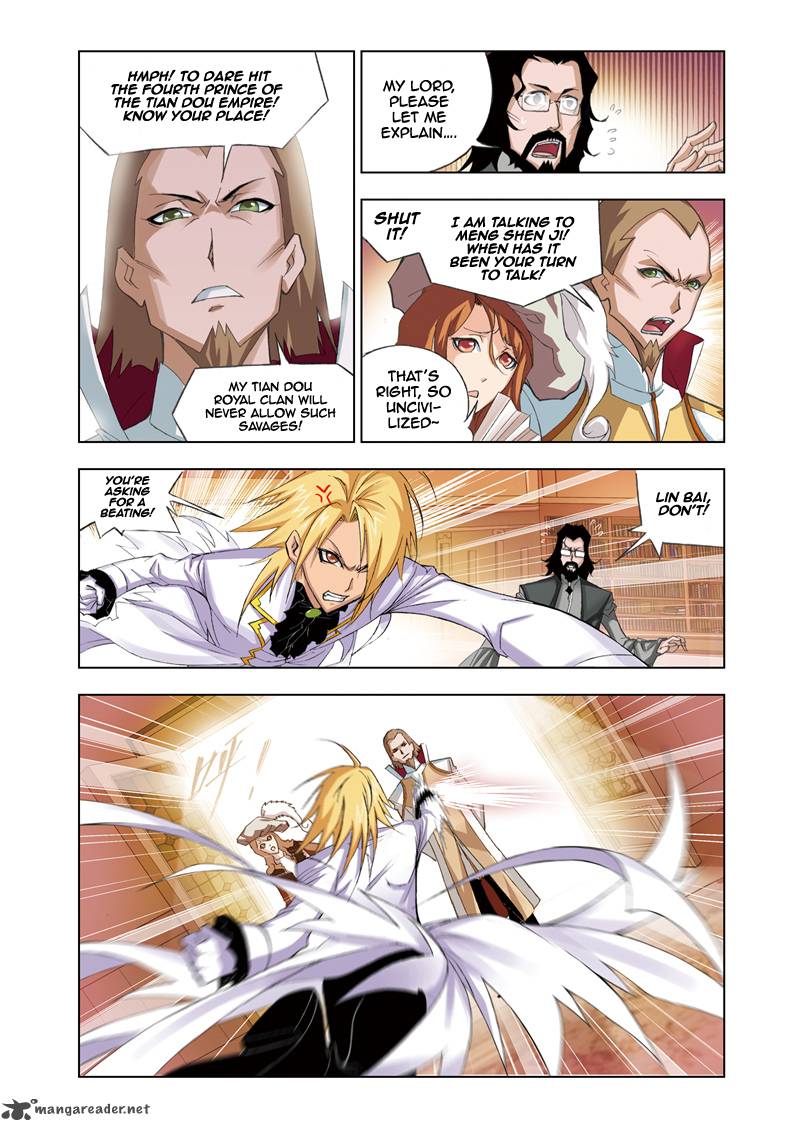 HMPH! TO DARE HIT
THE FOURTH PRINCE OF
THE TIAN DOU EMPIRE!
KNOW YOUR PLACE!
MY LORD,
PLEASE
LET ME
EXPLAIN....
MY TIAN DOU
ROYAL CLAN WILL
NEVER ALLOW SUCH
SAVAGES!
SHUT
IT!
I AM TALKING TO
MENG SHEN JI!
WHEN HAS IT
BEEN YOUR TURN
TO TALK!
THAT'S
RIGHT, SO
UNCIVI-
LIZED~
YOU'RE
ASKING
FOR A
BEATING!
LIN BAI,
DON'T!
呼!
mangareader.net